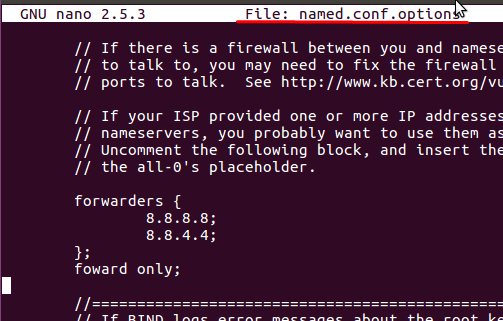 GNU nano 2.5.3 File: named.conf.options
// If there is a firewall between you and namese
// to talk to, you may need to fix the firewall
// ports to talk. See http://www.kb.cert.org/vu
// If your ISP provided one or more IP addresses
// nameservers, you probably want to use them as
// Uncomment the following block, and insert the
// the all-0's placeholder.
forwarders {
8.8.8.8;
8.8.4.4;
};
foward only;
//==============================================
// If BIND logs error messages about the root ke